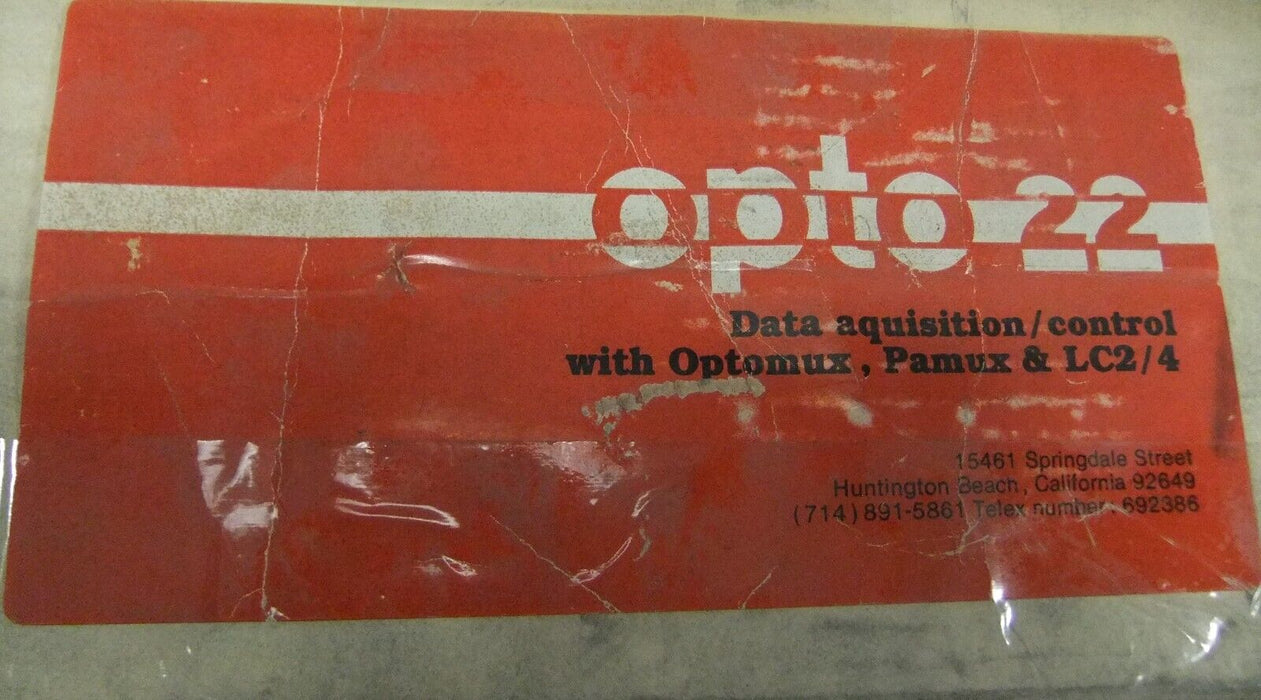 opto 22
Data aquisition/control
with Optomux, Pamux & LC2/4
15461 Springdale Street
Huntington Beach, California 92649
(714) 891-5861 Telex number: 692386